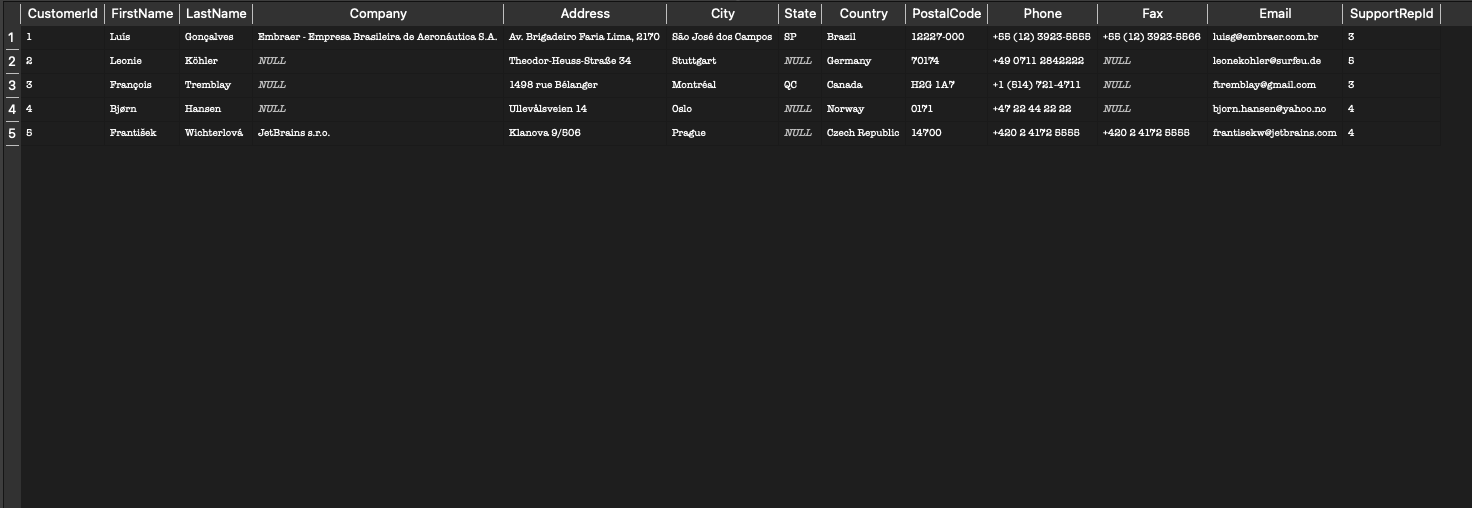 CustomerId FirstName LastName Company Address City State Country PostalCode Phone Fax Email SupportRepId
1 1 Luís Gonçalves Embraer - Empresa Brasileira de Aeronáutica S.A. Av. Brigadeiro Faria Lima, 2170 São José dos Campos SP Brazil 12227-000 +55 (12) 3923-5555 +55 (12) 3923-5566 luisg@embraer.com.br 3
2 2 Leonie Köhler NULL Theodor-Heuss-Straße 34 Stuttgart NULL Germany 70174 +49 0711 2842222 NULL leonekohler@surfeu.de 5
3 3 François Tremblay NULL 1498 rue Bélanger Montréal QC Canada H2G 1A7 +1 (514) 721-4711 NULL ftremblay@gmail.com 3
4 4 Bjørn Hansen NULL Ullevålsveien 14 Oslo NULL Norway 0171 +47 22 44 22 22 NULL bjorn.hansen@yahoo.no 4
5 5 František Wichterlová JetBrains s.r.o. Klanova 9/506 Prague NULL Czech Republic 14700 +420 2 4172 5555 +420 2 4172 5555 frantisekw@jetbrains.com 4